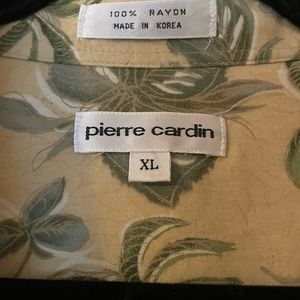 100% RAYON
MADE IN KOREA
pierre cardin
XL